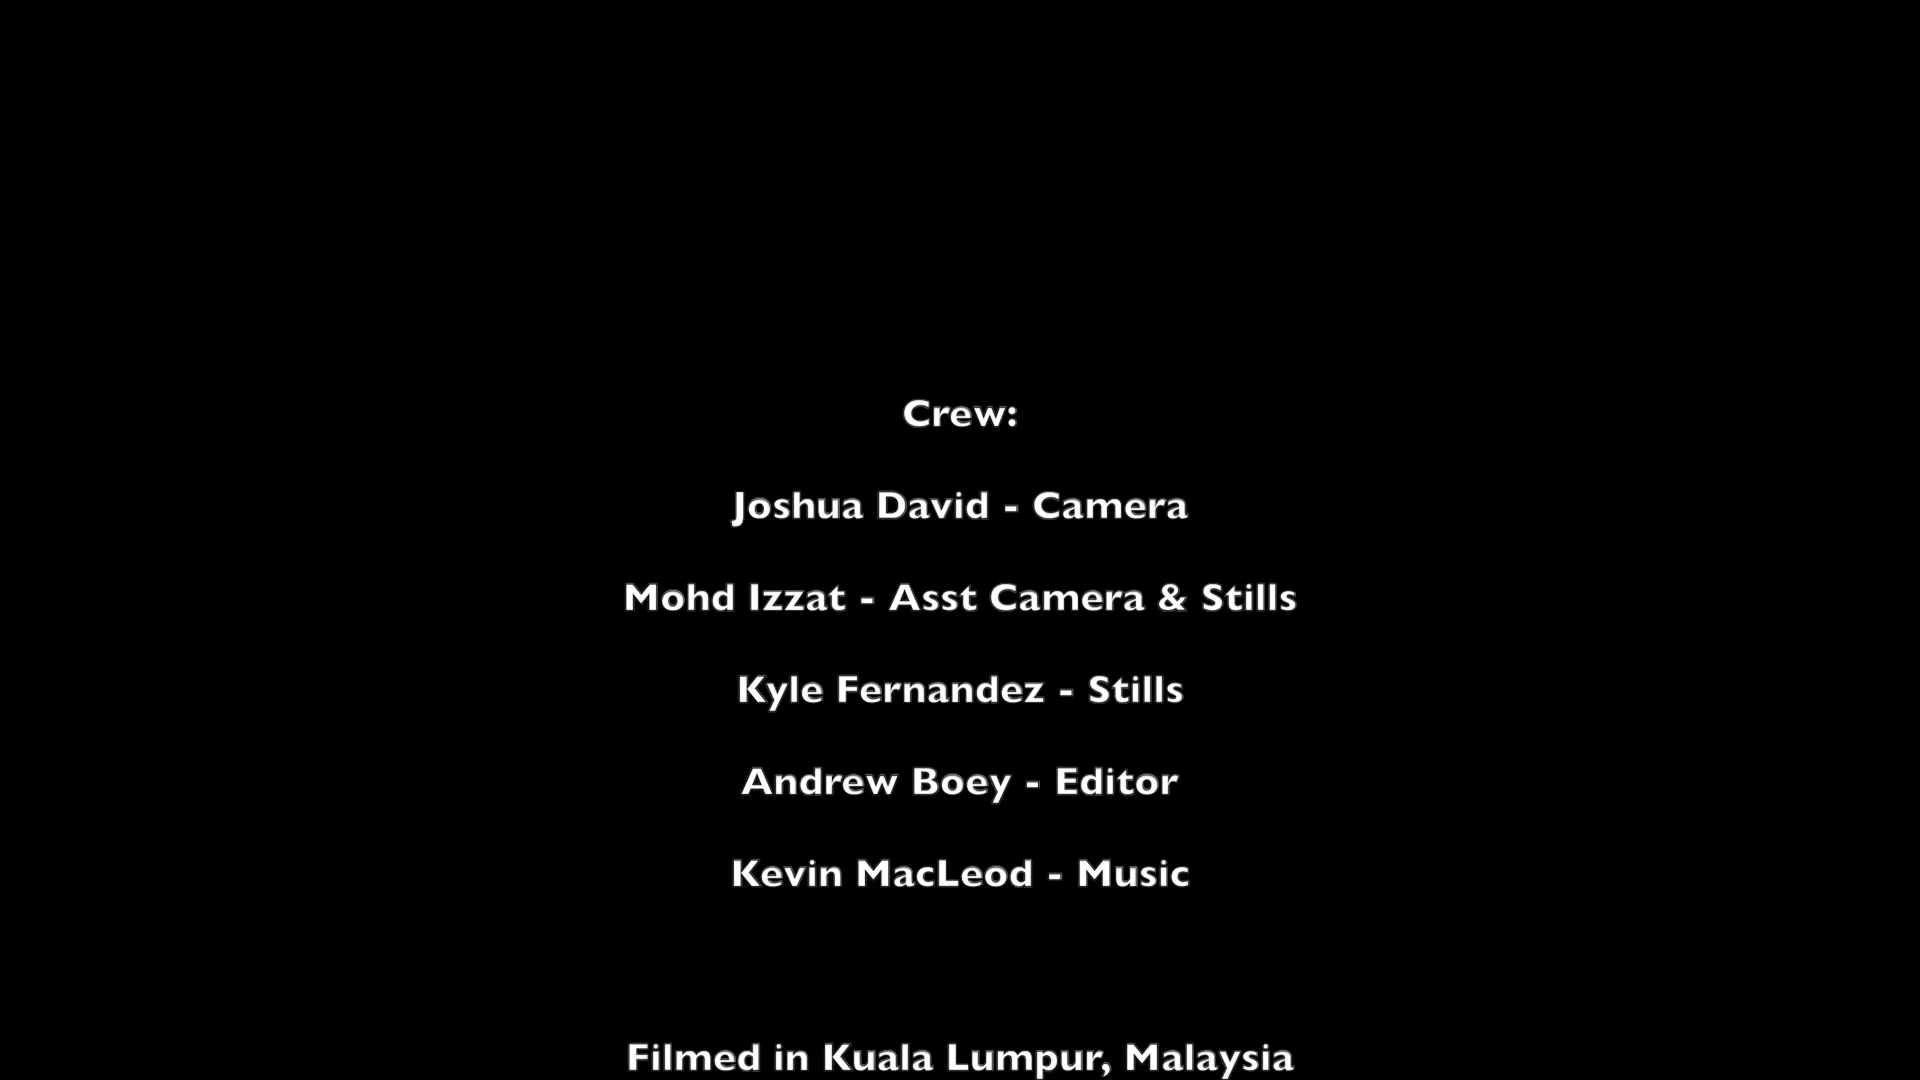 Crew:
Joshua David - Camera
Mohd Izzat - Asst Camera & Stills
Kyle Fernandez - Stills
Andrew Boey - Editor
Kevin MacLeod - Music
Filmed in Kuala Lumpur, Malaysia